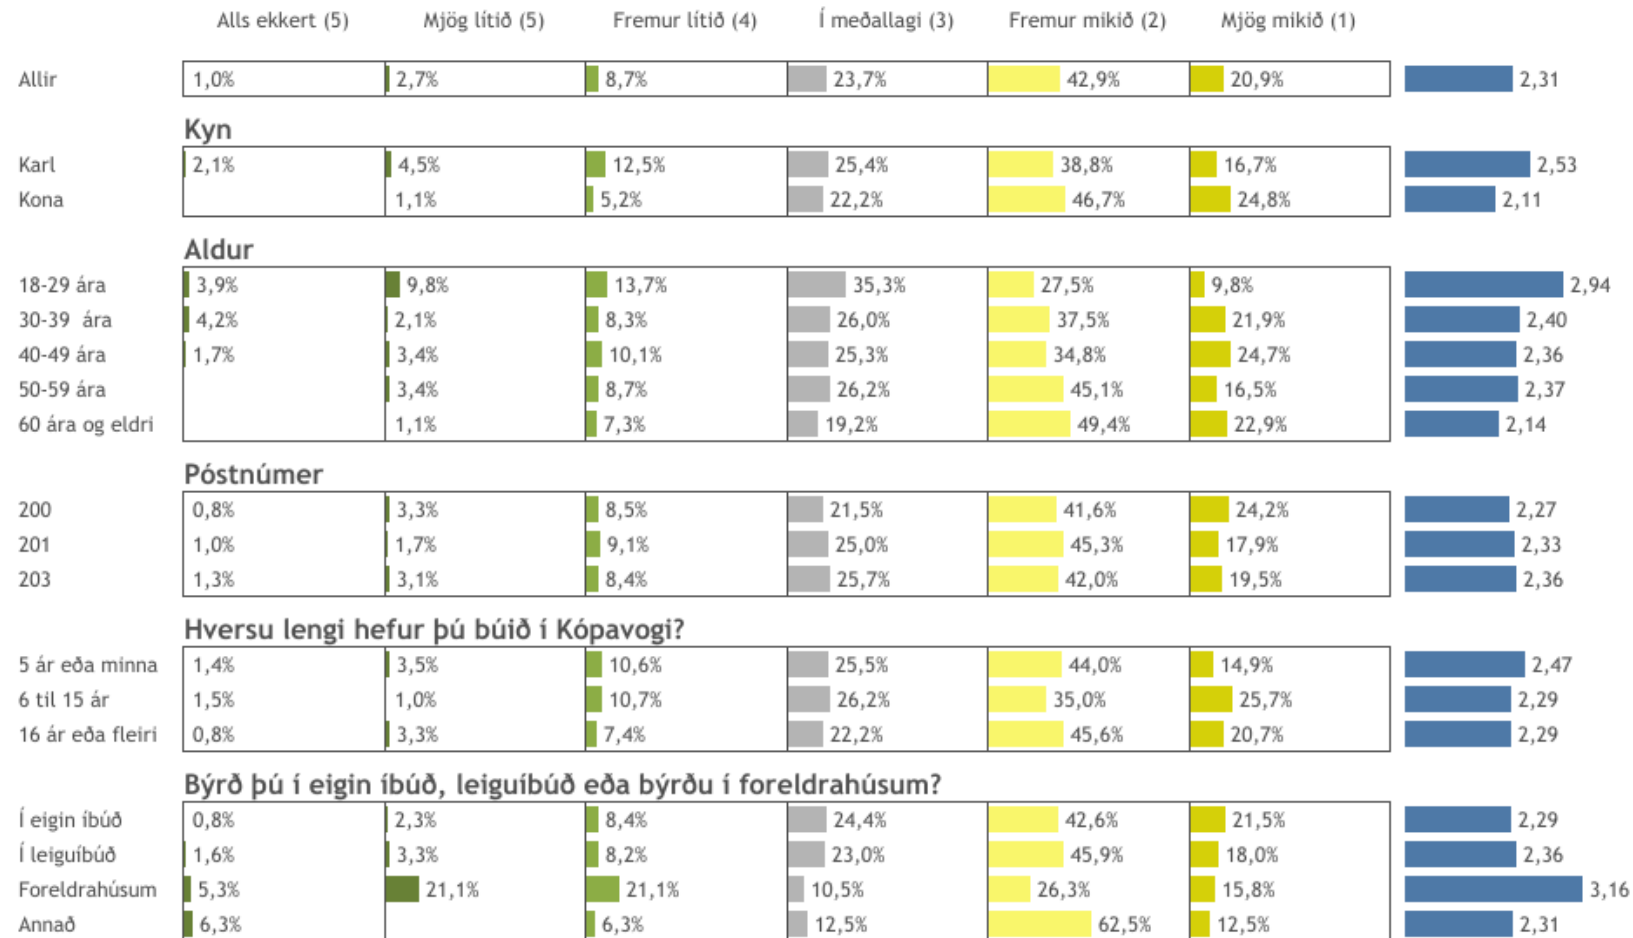 Alls ekkert (5) Mjög lítið (5) Fremur lítið (4) Í meðallagi (3) Fremur mikið (2) Mjög mikið (1)
Allir 1,0% 2,7% 8,7% 23,7% 42,9% 20,9% 2,31
Kyn
Karl 2,1% 4,5% 12,5% 25,4% 38,8% 16,7% 2,53
Kona 1,1% 5,2% 22,2% 46,7% 24,8% 2,11
Aldur
18-29 ára 3,9% 9,8% 13,7% 35,3% 27,5% 9,8% 2,94
30-39 ára 4,2% 2,1% 8,3% 26,0% 37,5% 21,9% 2,40
40-49 ára 1,7% 3,4% 10,1% 25,3% 34,8% 24,7% 2,36
50-59 ára 3,4% 8,7% 26,2% 45,1% 16,5% 2,37
60 ára og eldri 1,1% 7,3% 19,2% 49,4% 22,9% 2,14
Póstnúmer
200 0,8% 3,3% 8,5% 21,5% 41,6% 24,2% 2,27
201 1,0% 1,7% 9,1% 25,0% 45,3% 17,9% 2,33
203 1,3% 3,1% 8,4% 25,7% 42,0% 19,5% 2,36
Hversu lengi hefur þú búið í Kópavogi?
5 ár eða minna 1,4% 3,5% 10,6% 25,5% 44,0% 14,9% 2,47
6 til 15 ár 1,5% 1,0% 10,7% 26,2% 35,0% 25,7% 2,29
16 ár eða fleiri 0,8% 3,3% 7,4% 22,2% 45,6% 20,7% 2,29
Býrð þú í eigin íbúð, leiguíbúð eða býrðu í foreldrahúsum?
Í eigin íbúð 0,8% 2,3% 8,4% 24,4% 42,6% 21,5% 2,29
Í leiguíbúð 1,6% 3,3% 8,2% 23,0% 45,9% 18,0% 2,36
Foreldrahúsum 5,3% 21,1% 21,1% 10,5% 26,3% 15,8% 3,16
Annað 6,3% 6,3% 12,5% 62,5% 12,5% 2,31